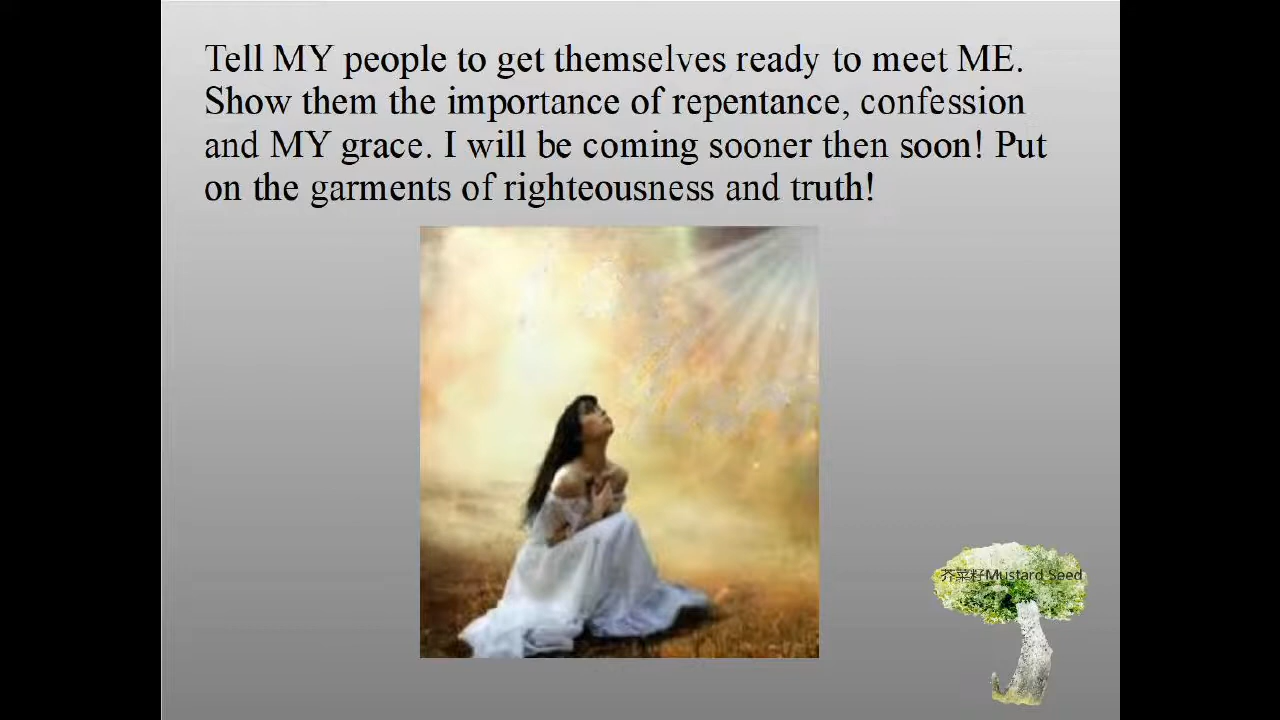 Tell MY people to get themselves ready to meet ME.
Show them the importance of repentance, confession
and MY grace. I will be coming sooner then soon! Put
on the garments of righteousness and truth!
芥菜籽Mustard Seed